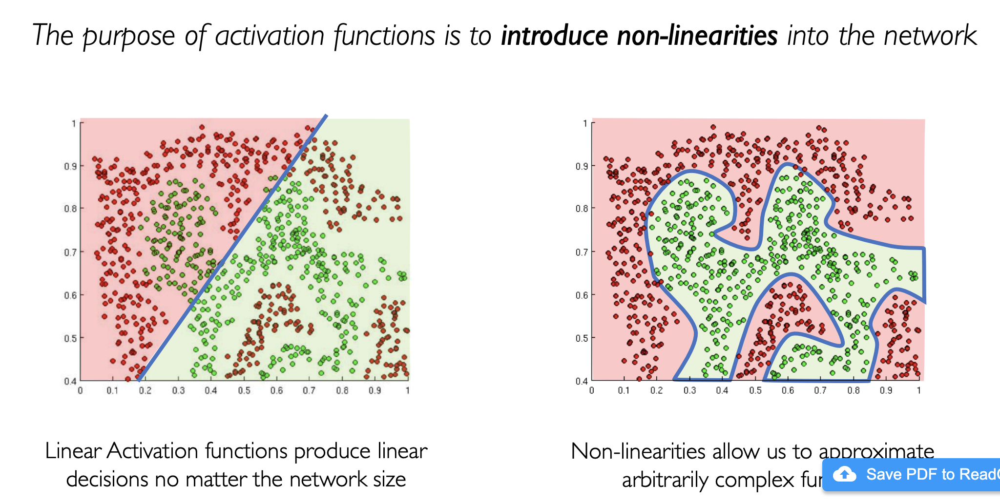 The purpose of activation functions is to introduce non-linearities into the network
1
0.9
0.8
0.7
0.6
0.5
0.4
0 0.1 0.2 0.3 0.4 0.5 0.6 0.7 0.8 0.9 1
1
0.9
0.8
0.7
0.6
0.5
0.4
0 0.1 0.2 0.3 0.4 0.5 0.6 0.7 0.8 0.9 1
Linear Activation functions produce linear
decisions no matter the network size
Non-linearities allow us to approximate
arbitrarily complex
Save PDF to